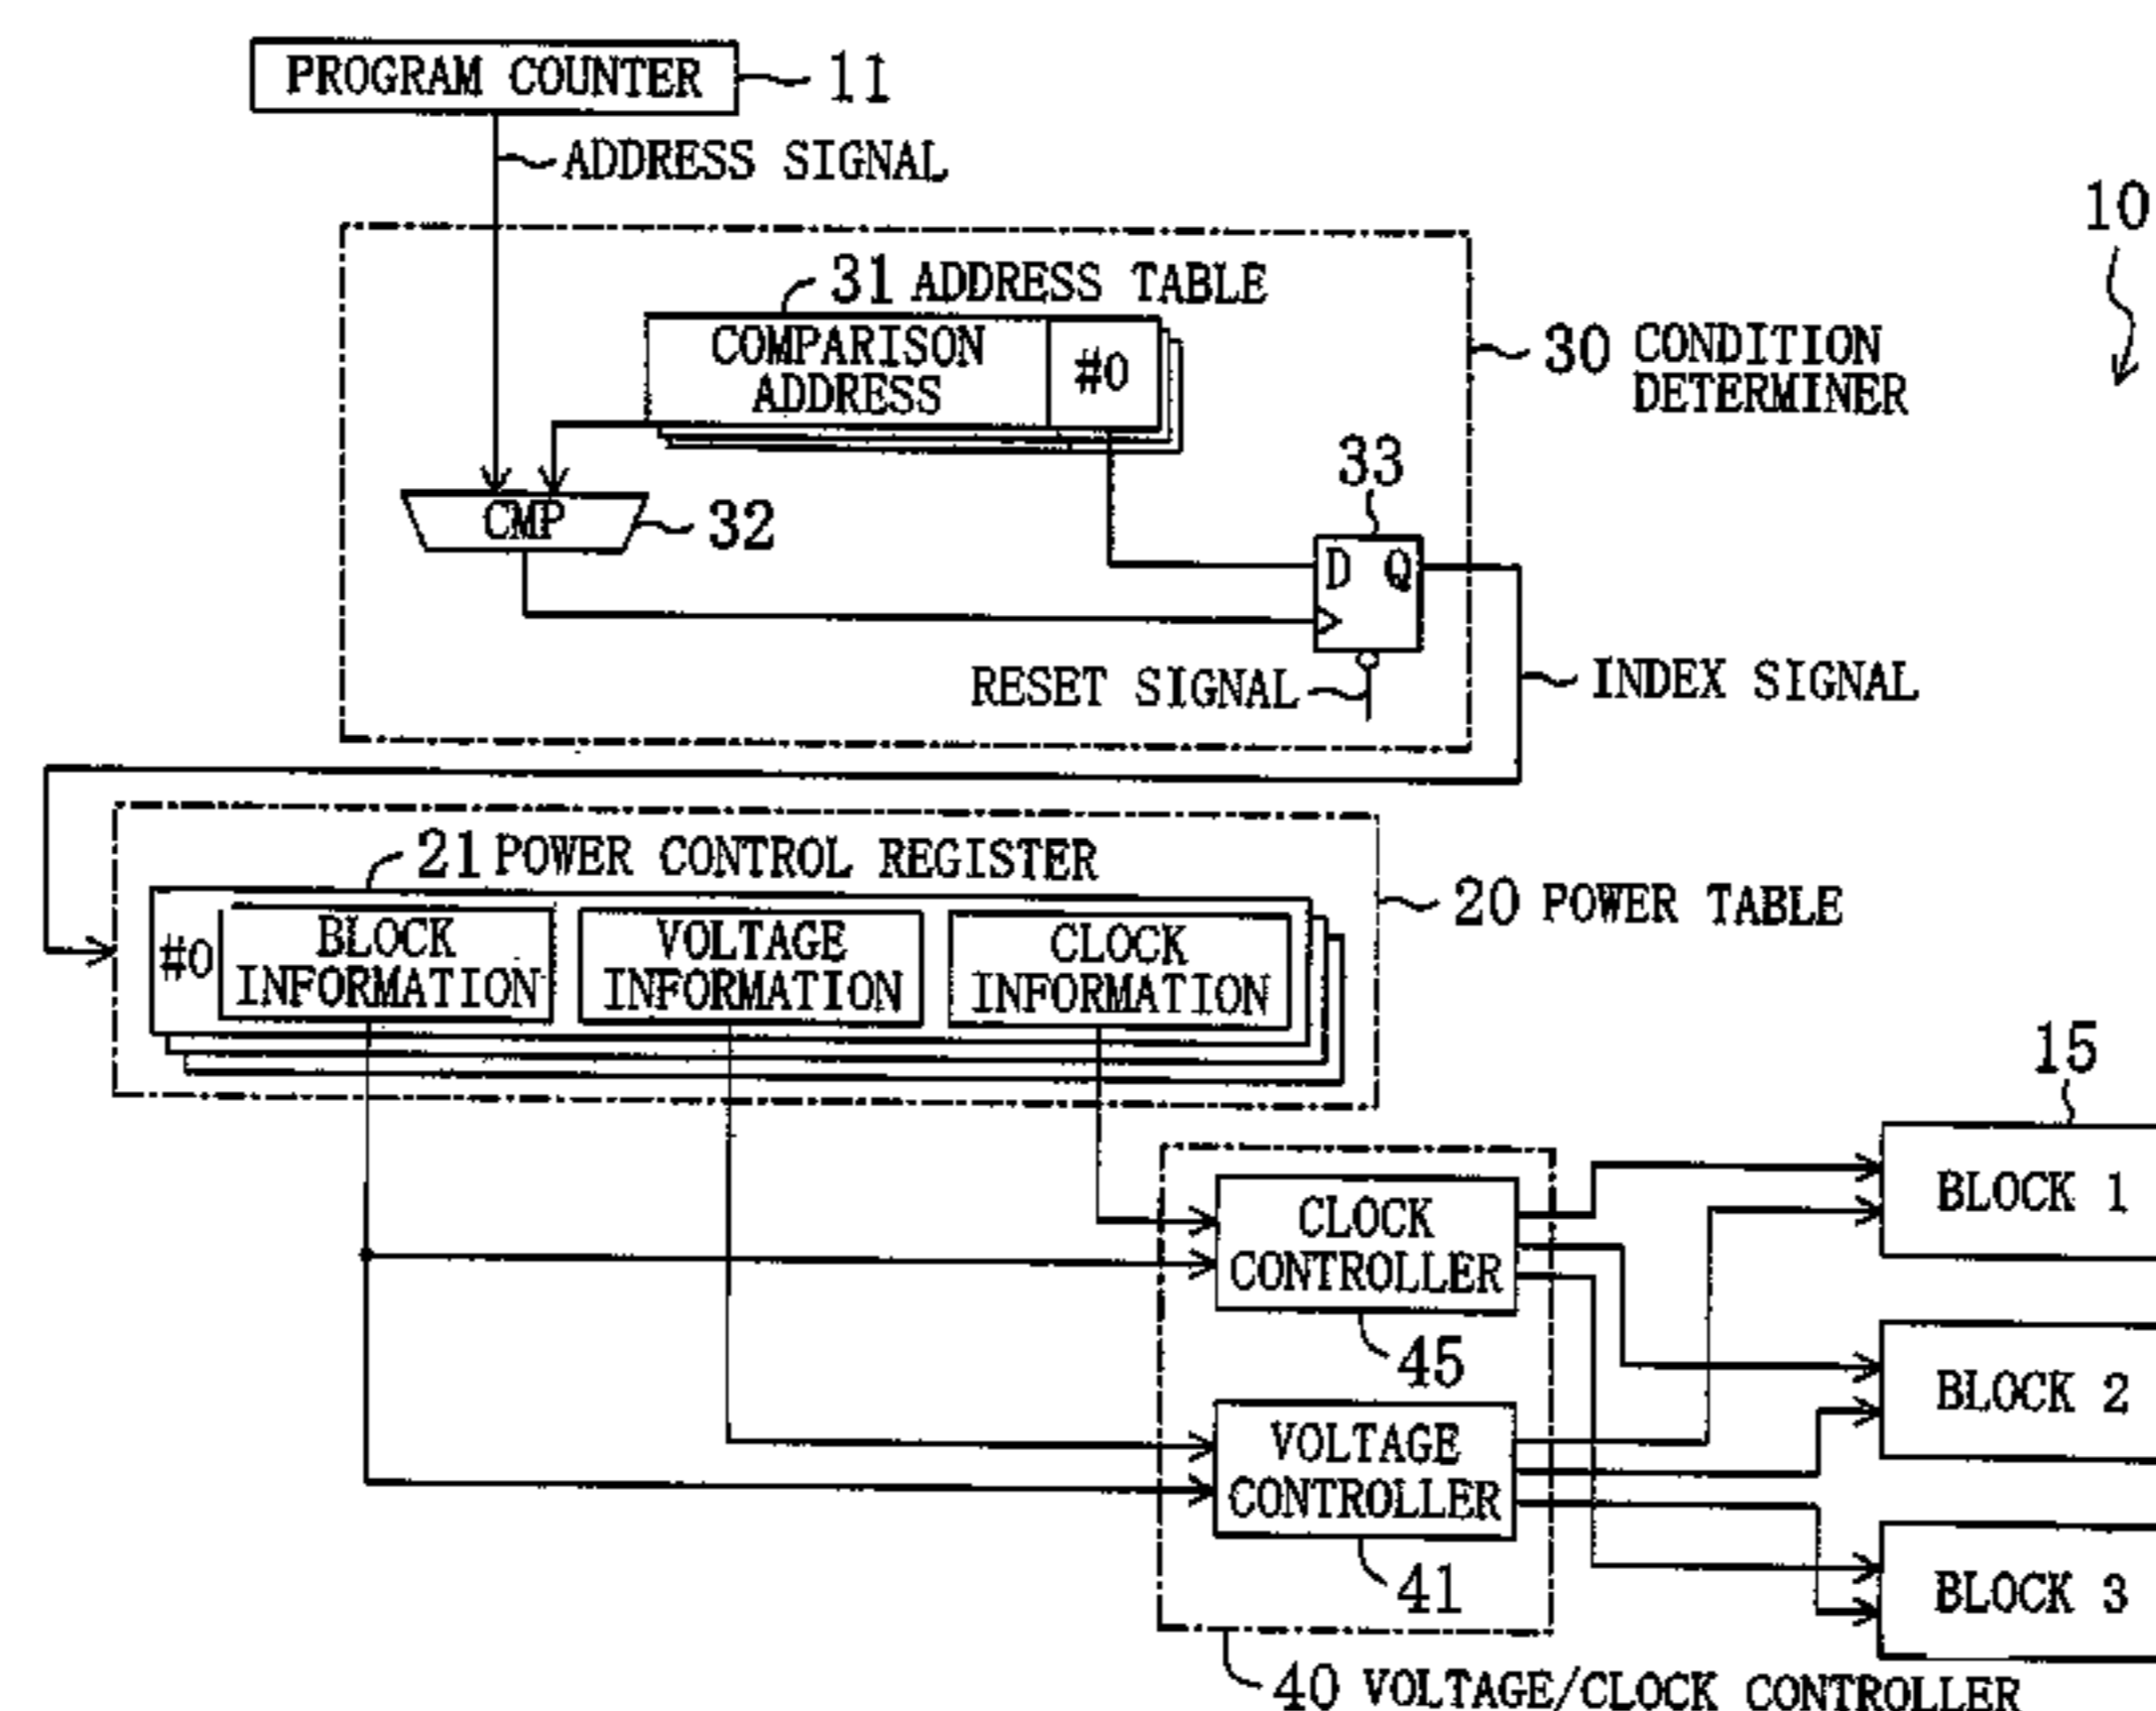 PROGRAM COUNTER
11
ADDRESS SIGNAL
10
31 ADDRESS TABLE
COMPARISON
ADDRESS
#0
30 CONDITION
DETERMINER
33
CMP
32
D Q
RESET SIGNAL
INDEX SIGNAL
21 POWER CONTROL REGISTER
20 POWER TABLE
#0
BLOCK
INFORMATION
VOLTAGE
INFORMATION
CLOCK
INFORMATION
15
BLOCK 1
CLOCK
CONTROLLER
45
BLOCK 2
VOLTAGE
CONTROLLER
41
BLOCK 3
40 VOLTAGE/CLOCK CONTROLLER